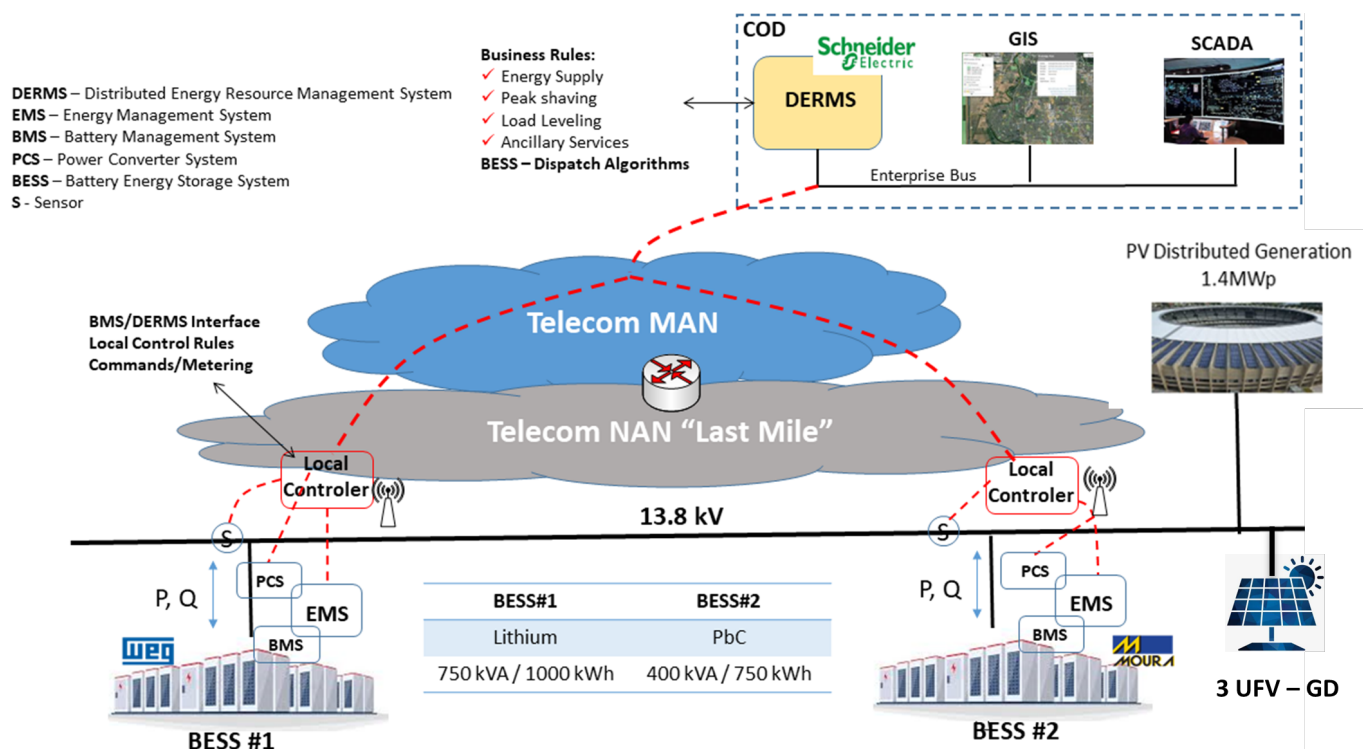 DERMS – Distributed Energy Resource Management System
EMS – Energy Management System
BMS – Battery Management System
PCS – Power Converter System
BESS – Battery Energy Storage System
S - Sensor
Business Rules:
Energy Supply
Peak shaving
Load Leveling
Ancillary Services
BESS – Dispatch Algorithms
COD
Schneider
Electric
DERMS
GIS
SCADA
Enterprise Bus
PV Distributed Generation
1.4MWp
Telecom MAN
BMS/DERMS Interface
Local Control Rules
Commands/Metering
Telecom NAN “Last Mile”
Local
Controler
Local
Controler
13.8 kV
S
S
P, Q
PCS
EMS
BMS
weg
BESS #1
BESS#1 BESS#2
Lithium PbC
750 kVA / 1000 kWh 400 kVA / 750 kWh
P, Q
PCS
EMS
BMS
MOURA
BESS #2
3 UFV – GD